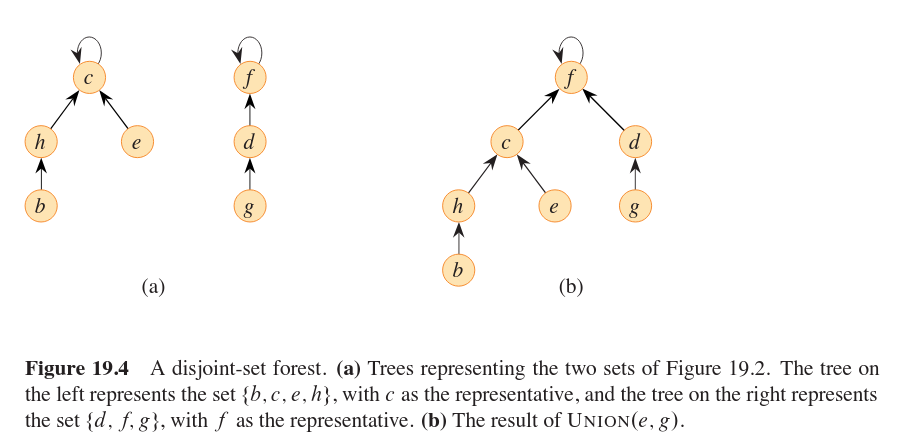 c f f
h e d c d
b g h e g
b
(a) (b)
Figure 19.4 A disjoint-set forest. (a) Trees representing the two sets of Figure 19.2. The tree on
the left represents the set {b, c, e, h}, with c as the representative, and the tree on the right represents
the set {d, f, g}, with f as the representative. (b) The result of UNION(e, g).